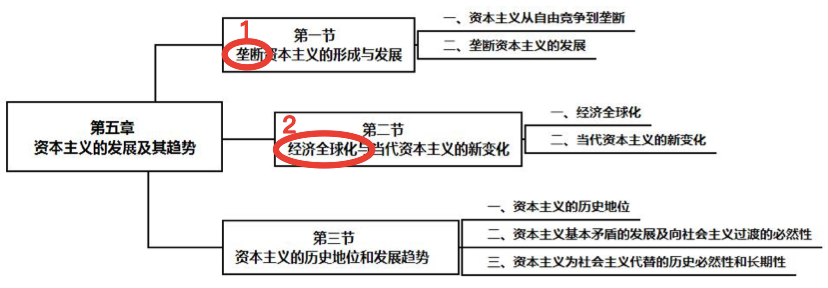 第五章
资本主义的发展及其趋势
1
第一节
垄断资本主义的形成与发展
一、资本主义从自由竞争到垄断
二、垄断资本主义的发展
2
第二节
经济全球化与当代资本主义的新变化
一、经济全球化
二、当代资本主义的新变化
第三节
资本主义的历史地位和发展趋势
一、资本主义的历史地位
二、资本主义基本矛盾的发展及向社会主义过渡的必然性
三、资本主义为社会主义代替的历史必然性和长期性